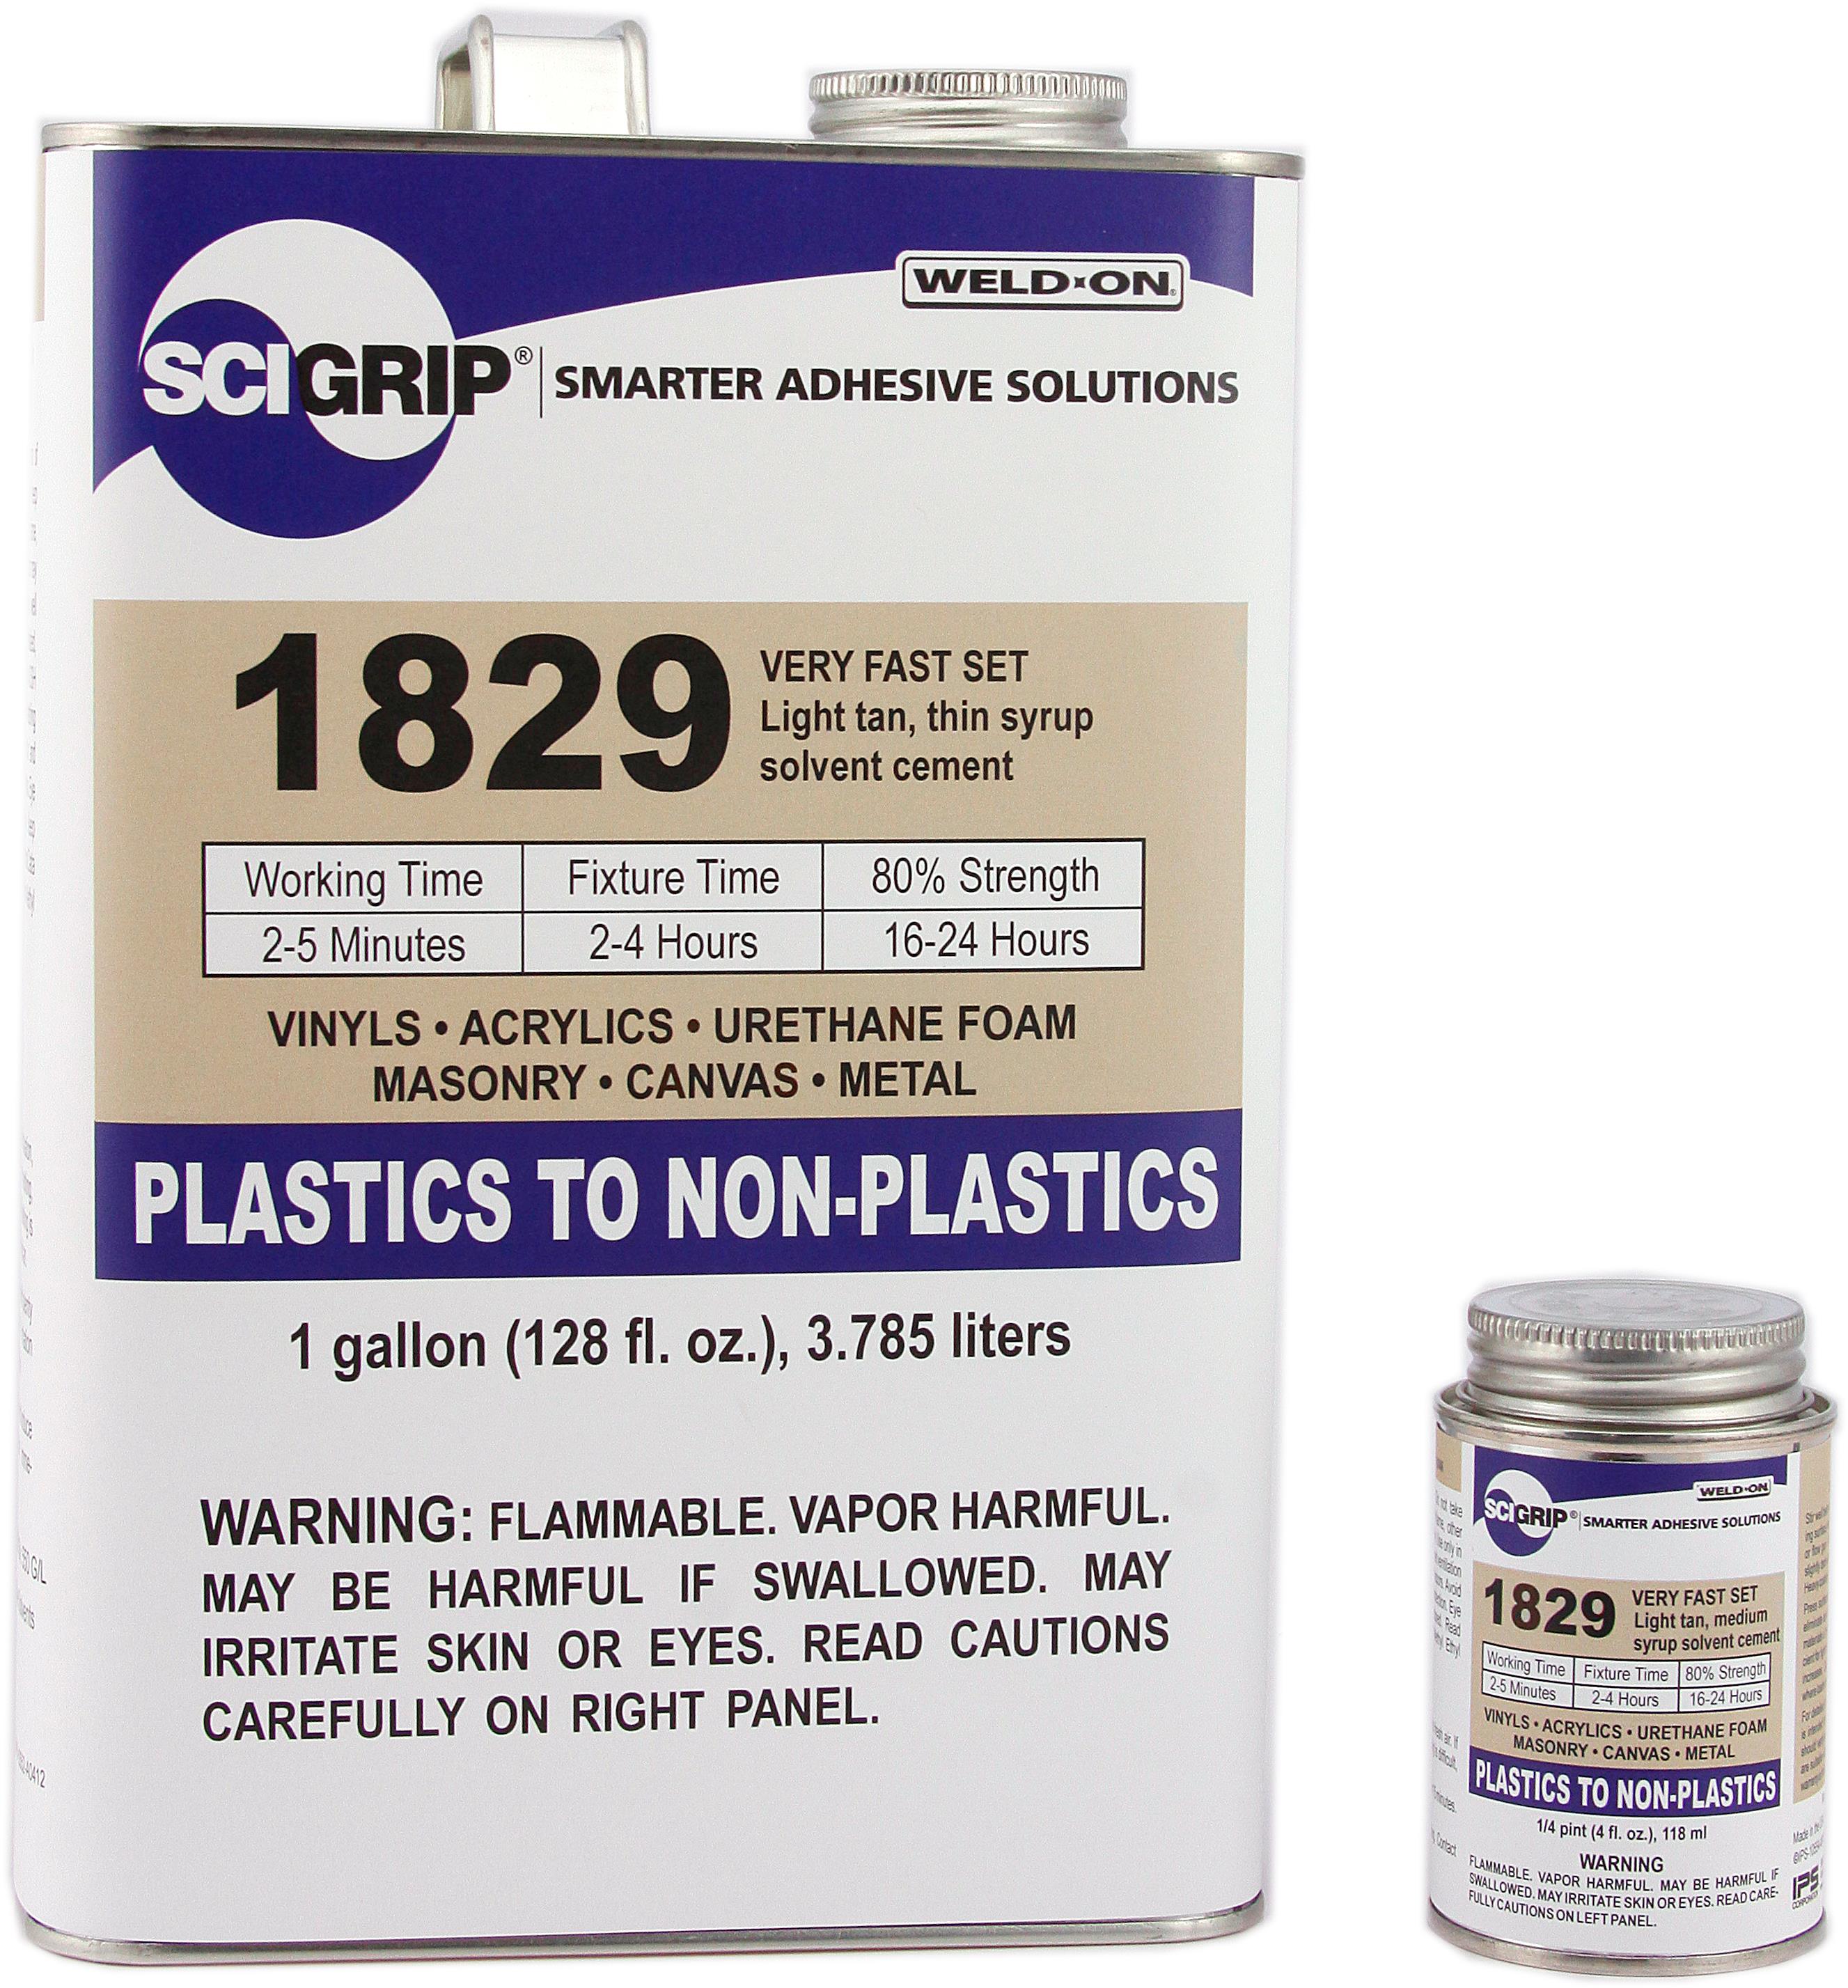 WELD-ON®
SCIGRIP® SMARTER ADHESIVE SOLUTIONS
1829
VERY FAST SET
Light tan, thin syrup
solvent cement
Working Time Fixture Time 80% Strength
2-5 Minutes 2-4 Hours 16-24 Hours
VINYLS • ACRYLICS • URETHANE FOAM
MASONRY • CANVAS • METAL
PLASTICS TO NON-PLASTICS
1 gallon (128 fl. oz.), 3.785 liters
WARNING: FLAMMABLE. VAPOR HARMFUL.
MAY BE HARMFUL IF SWALLOWED. MAY
IRRITATE SKIN OR EYES. READ CAUTIONS
CAREFULLY ON RIGHT PANEL.
WELD-ON
SCIGRIP® SMARTER ADHESIVE SOLUTIONS
1829
VERY FAST SET
Light tan, medium
syrup solvent cement
Working Time Fixture Time 80% Strength
2-5 Minutes 2-4 Hours 16-24 Hours
VINYLS • ACRYLICS • URETHANE FOAM
MASONRY • CANVAS • METAL
PLASTICS TO NON-PLASTICS
1/4 pint (4 fl. oz.), 118 ml
WARNING
FLAMMABLE. VAPOR HARMFUL. MAY BE HARMFUL IF
SWALLOWED. MAY IRRITATE SKIN OR EYES. READ CARE-
FULLY CAUTIONS ON LEFT PANEL.
Made in the
IPS
CORPORATION